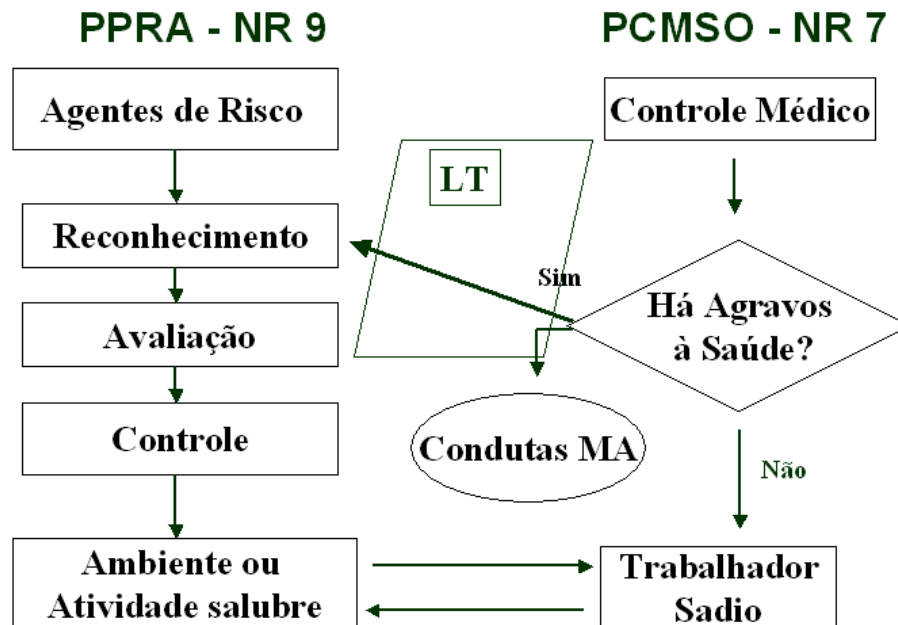 PPRA - NR 9
PCMSO - NR 7
Agentes de Risco
Controle Médico
LT
Reconhecimento
Sim
Há Agravos
à Saúde?
Avaliação
Controle
Condutas MA
Não
Ambiente ou
Atividade salubre
Trabalhador
Sadio